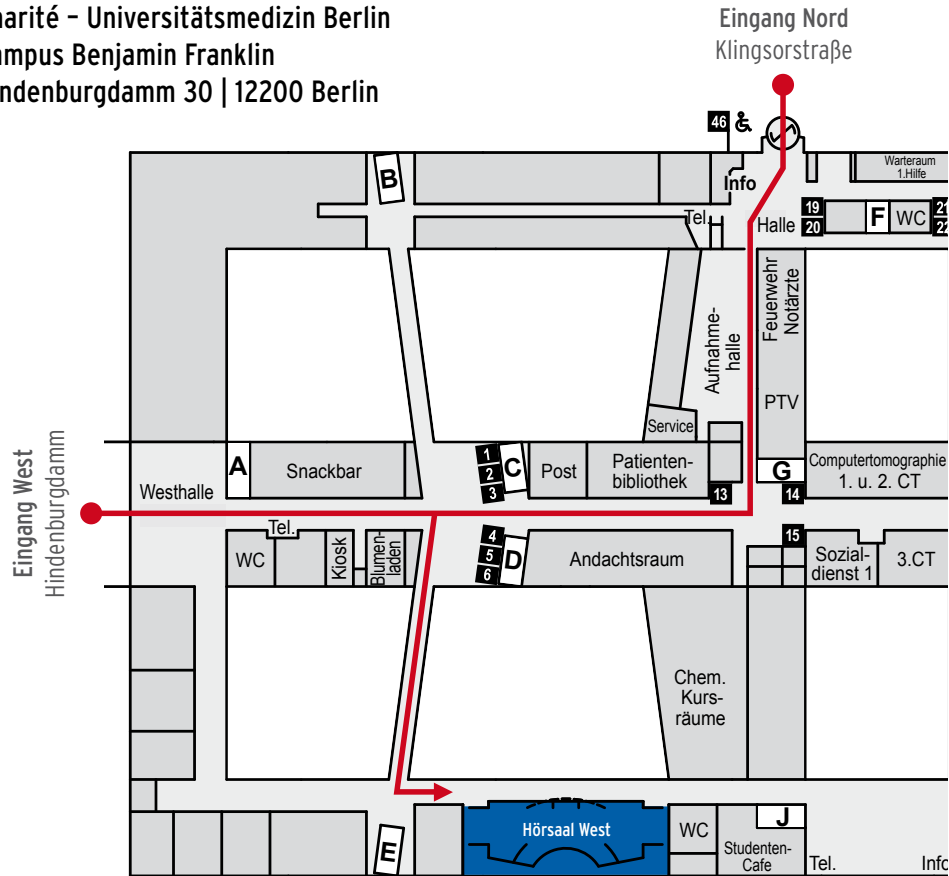 harité – Universitätsmedizin Berlin
ampus Benjamin Franklin
ndenburgdamm 30 | 12200 Berlin
Eingang Nord
Klingsorstraße
46
B
Info
Warteraum
1.Hilfe
Tel.
Halle
19
20
F
WC
21
22
Feuerwehr
Notärzte
Aufnahme-
halle
PTV
Service
Eingang West
Hindenburgdamm
Westhalle
A
Snackbar
1
2
3
C
Post
Patienten-
bibliothek
13
G
14
Computertomographie
1. u. 2. CT
Tel.
WC
Kiosk
Blumen-
laden
4
5
6
D
Andachtsraum
15
Sozial-
dienst 1
3.CT
Chem.
Kurs-
räume
E
Hörsaal West
WC
J
Studenten-
Cafe
Tel.
Info